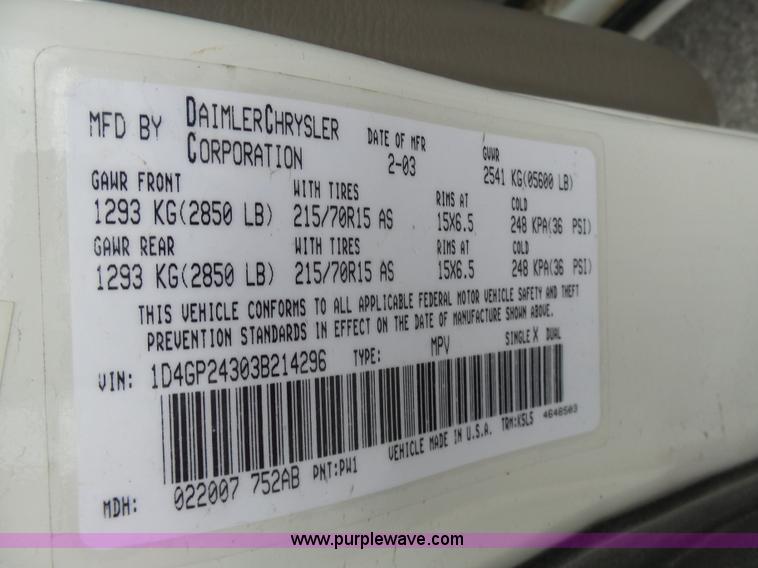 MFD BY DAIMLERCHRYSLER CORPORATION
DATE OF MFR 2-03
GVWR 2541 KG(05600 LB)
GAWR FRONT WITH TIRES RIMS AT COLD
1293 KG(2850 LB) 215/70R15 AS 15X6.5 248 KPA(36 PSI)
GAWR REAR WITH TIRES RIMS AT COLD
1293 KG(2850 LB) 215/70R15 AS 15X6.5 248 KPA(36 PSI)
THIS VEHICLE CONFORMS TO ALL APPLICABLE FEDERAL MOTOR VEHICLE SAFETY AND THEFT
PREVENTION STANDARDS IN EFFECT ON THE DATE OF MANUFACTURE SHOWN ABOVE.
VIN: 1D4GP24303B214296 TYPE: MPV SINGLE X DUAL
VEHICLE MADE IN U.S.A. TRM:K5L5 4648503
MDH: 022007 752AB PNT:PW1
www.purplewave.com